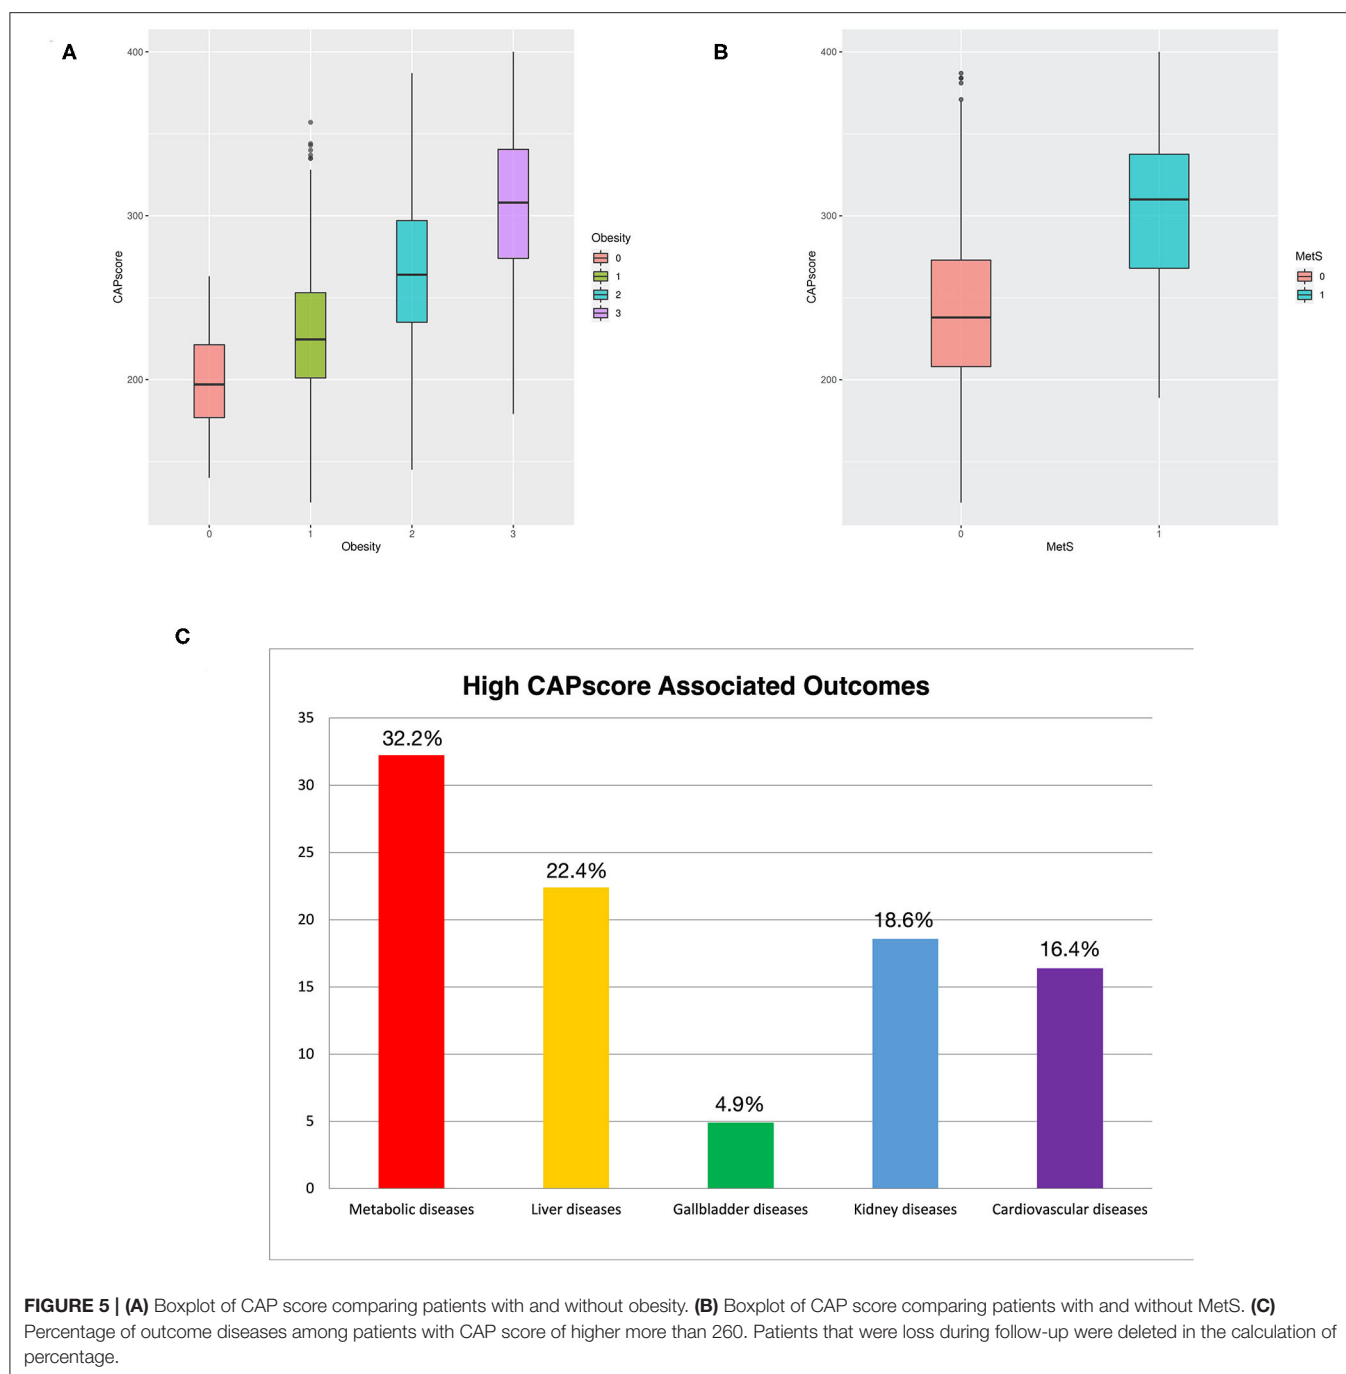 A
400
300
200
CAPscore
0
1
2
3
Obesity
Obesity
0
1
2
3
B
400
300
200
CAPscore
0
1
MetS
MetS
0
1
C
High CAPscore Associated Outcomes
35
30
25
20
15
10
5
0
32.2%
22.4%
4.9%
18.6%
16.4%
Metabolic diseases
Liver diseases
Gallbladder diseases
Kidney diseases
Cardiovascular diseases
FIGURE 5 | (A) Boxplot of CAP score comparing patients with and without obesity. (B) Boxplot of CAP score comparing patients with and without MetS. (C)
Percentage of outcome diseases among patients with CAP score of higher more than 260. Patients that were loss during follow-up were deleted in the calculation of
percentage.